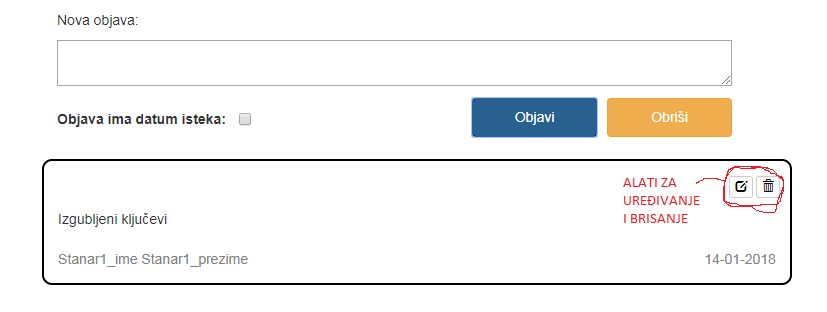 Nova objava:
Objava ima datum isteka:
Objavi
Obriši
ALATI ZA
UREĐIVANJE
I BRISANJE
Izgubljeni ključevi
Stanar1_ime Stanar1_prezime
14-01-2018